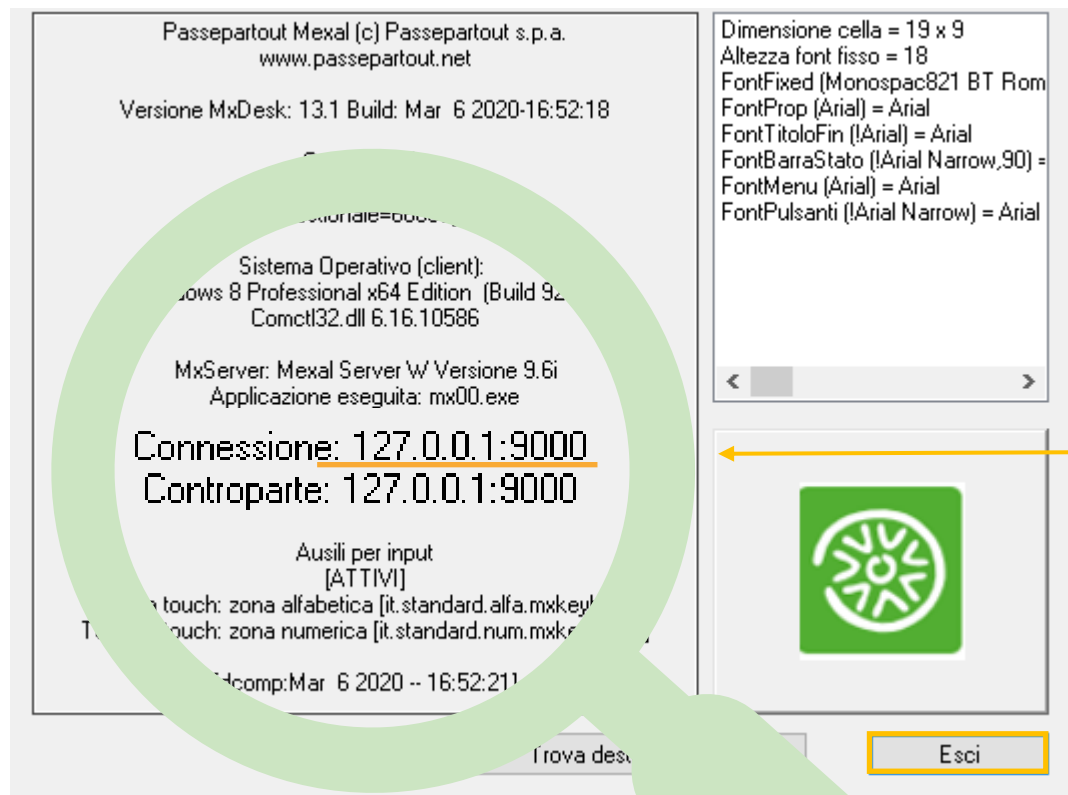 Passepartout Mexal (c) Passepartout s.p.a.
www.passepartout.net
Versione MxDesk: 13.1 Build: Mar  6 2020-16:52:18
Sistema Operativo (client):
8 Professional x64 Edition  (Build
Comctl32.dll 6.16.10586
MxServer: Mexal Server W Versione 9.6i
Applicazione eseguita: mx00.exe
Connessione: 127.0.0.1:9000
Controparte: 127.0.0.1:9000
Ausili per input
[ATTIVI]
touch: zona alfabetica
touch: zona numerica
Mar  6 2020 -- 16:52:21]
Dimensione cella = 19 x 9
Altezza font fisso = 18
FontFixed (Monospac821 BT Rom
FontProp (Arial) = Arial
FontTitoloFin (!Arial) = Arial
FontBarraStato (!Arial Narrow,90) =
FontMenu (Arial) = Arial
FontPulsanti (!Arial Narrow) = Arial
Trova
Esci